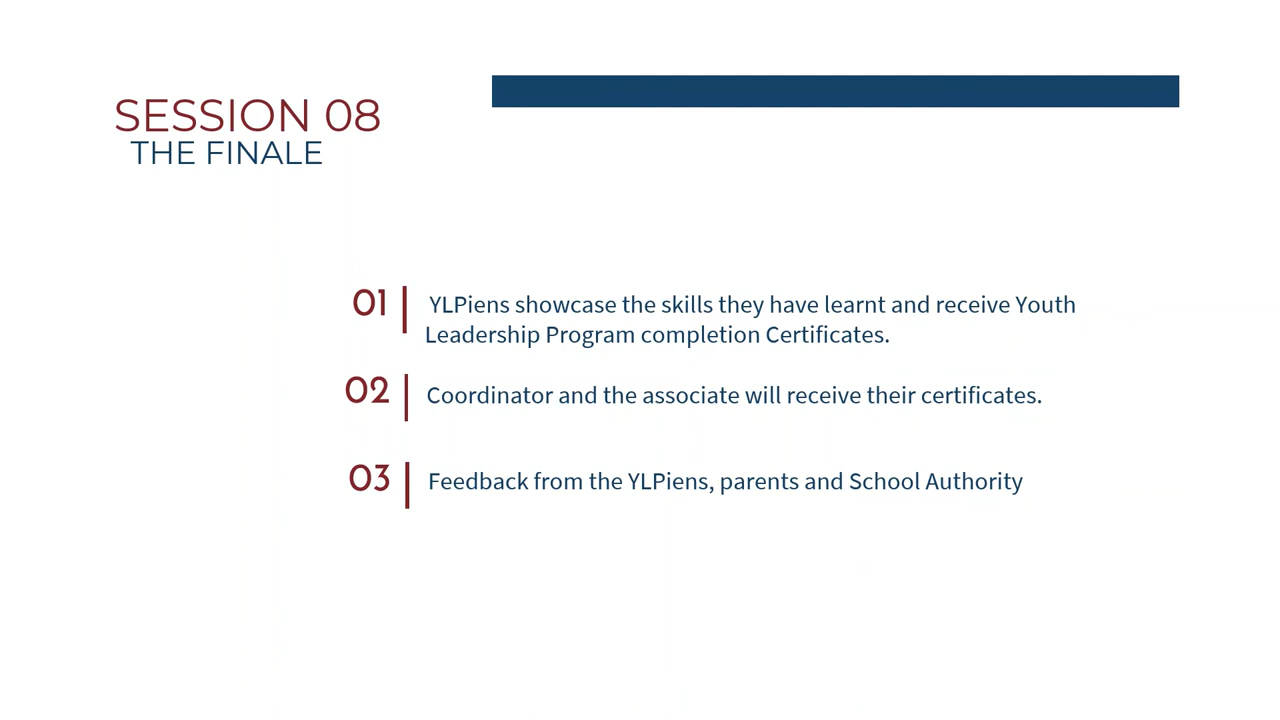 SESSION 08
THE FINALE
01
YLPiens showcase the skills they have learnt and receive Youth
Leadership Program completion Certificates.
02
Coordinator and the associate will receive their certificates.
03
Feedback from the YLPiens, parents and School Authority